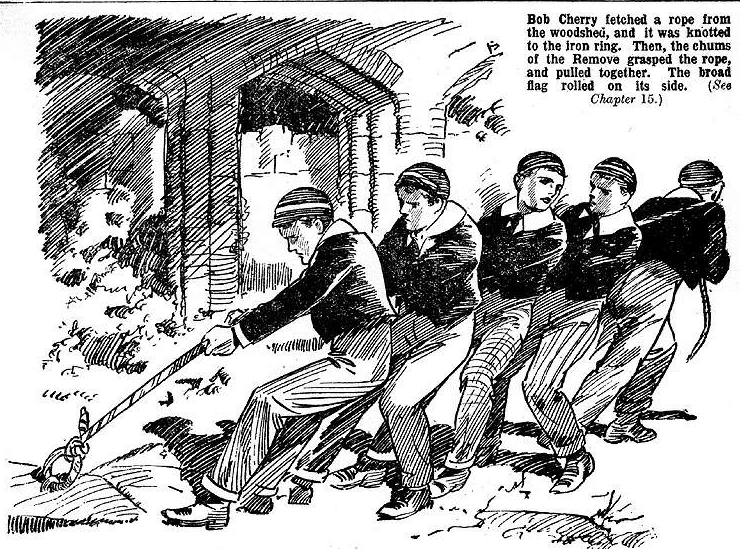 Bob Cherry fetched a rope from
the woodshed, and it was knotted
to the iron ring. Then, the chums
of the Remove grasped the rope,
and pulled together. The broad
flag rolled on its side. (See
Chapter 15.)